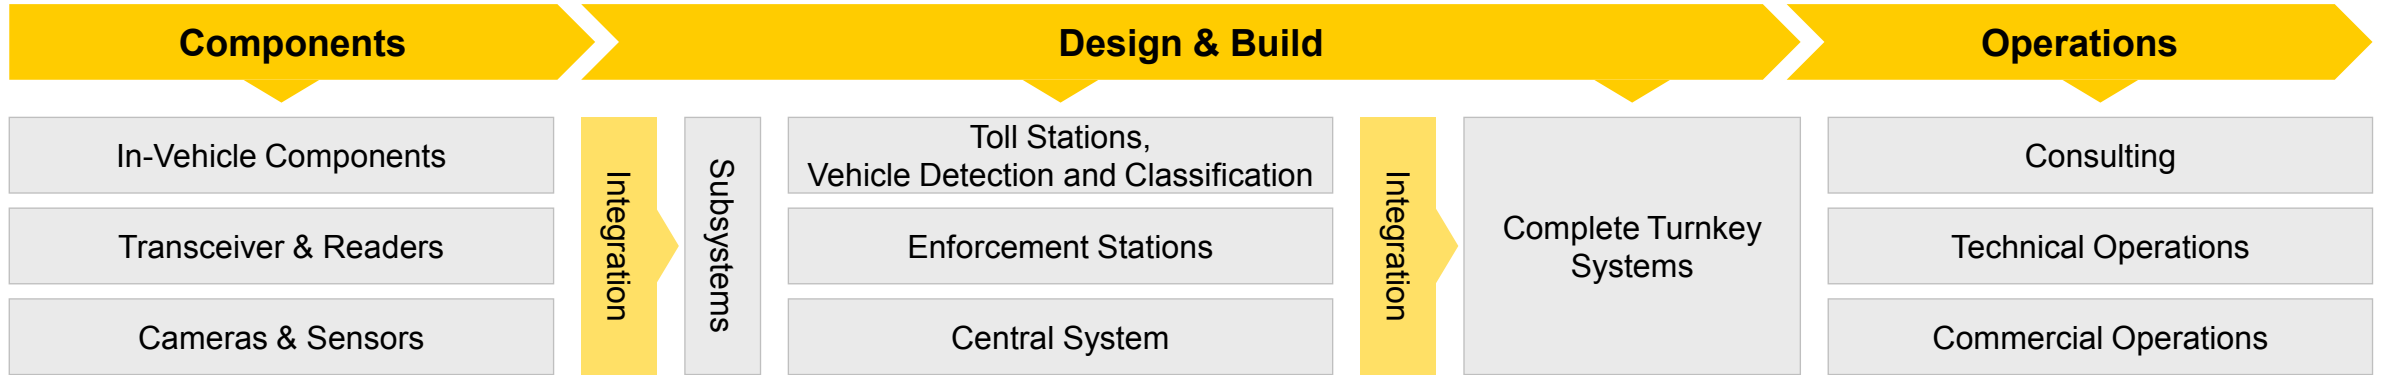 Components
Design & Build
Operations
In-Vehicle Components
Transceiver & Readers
Cameras & Sensors
Integration
Subsystems
Toll Stations,
Vehicle Detection and Classification
Enforcement Stations
Central System
Integration
Complete Turnkey
Systems
Consulting
Technical Operations
Commercial Operations